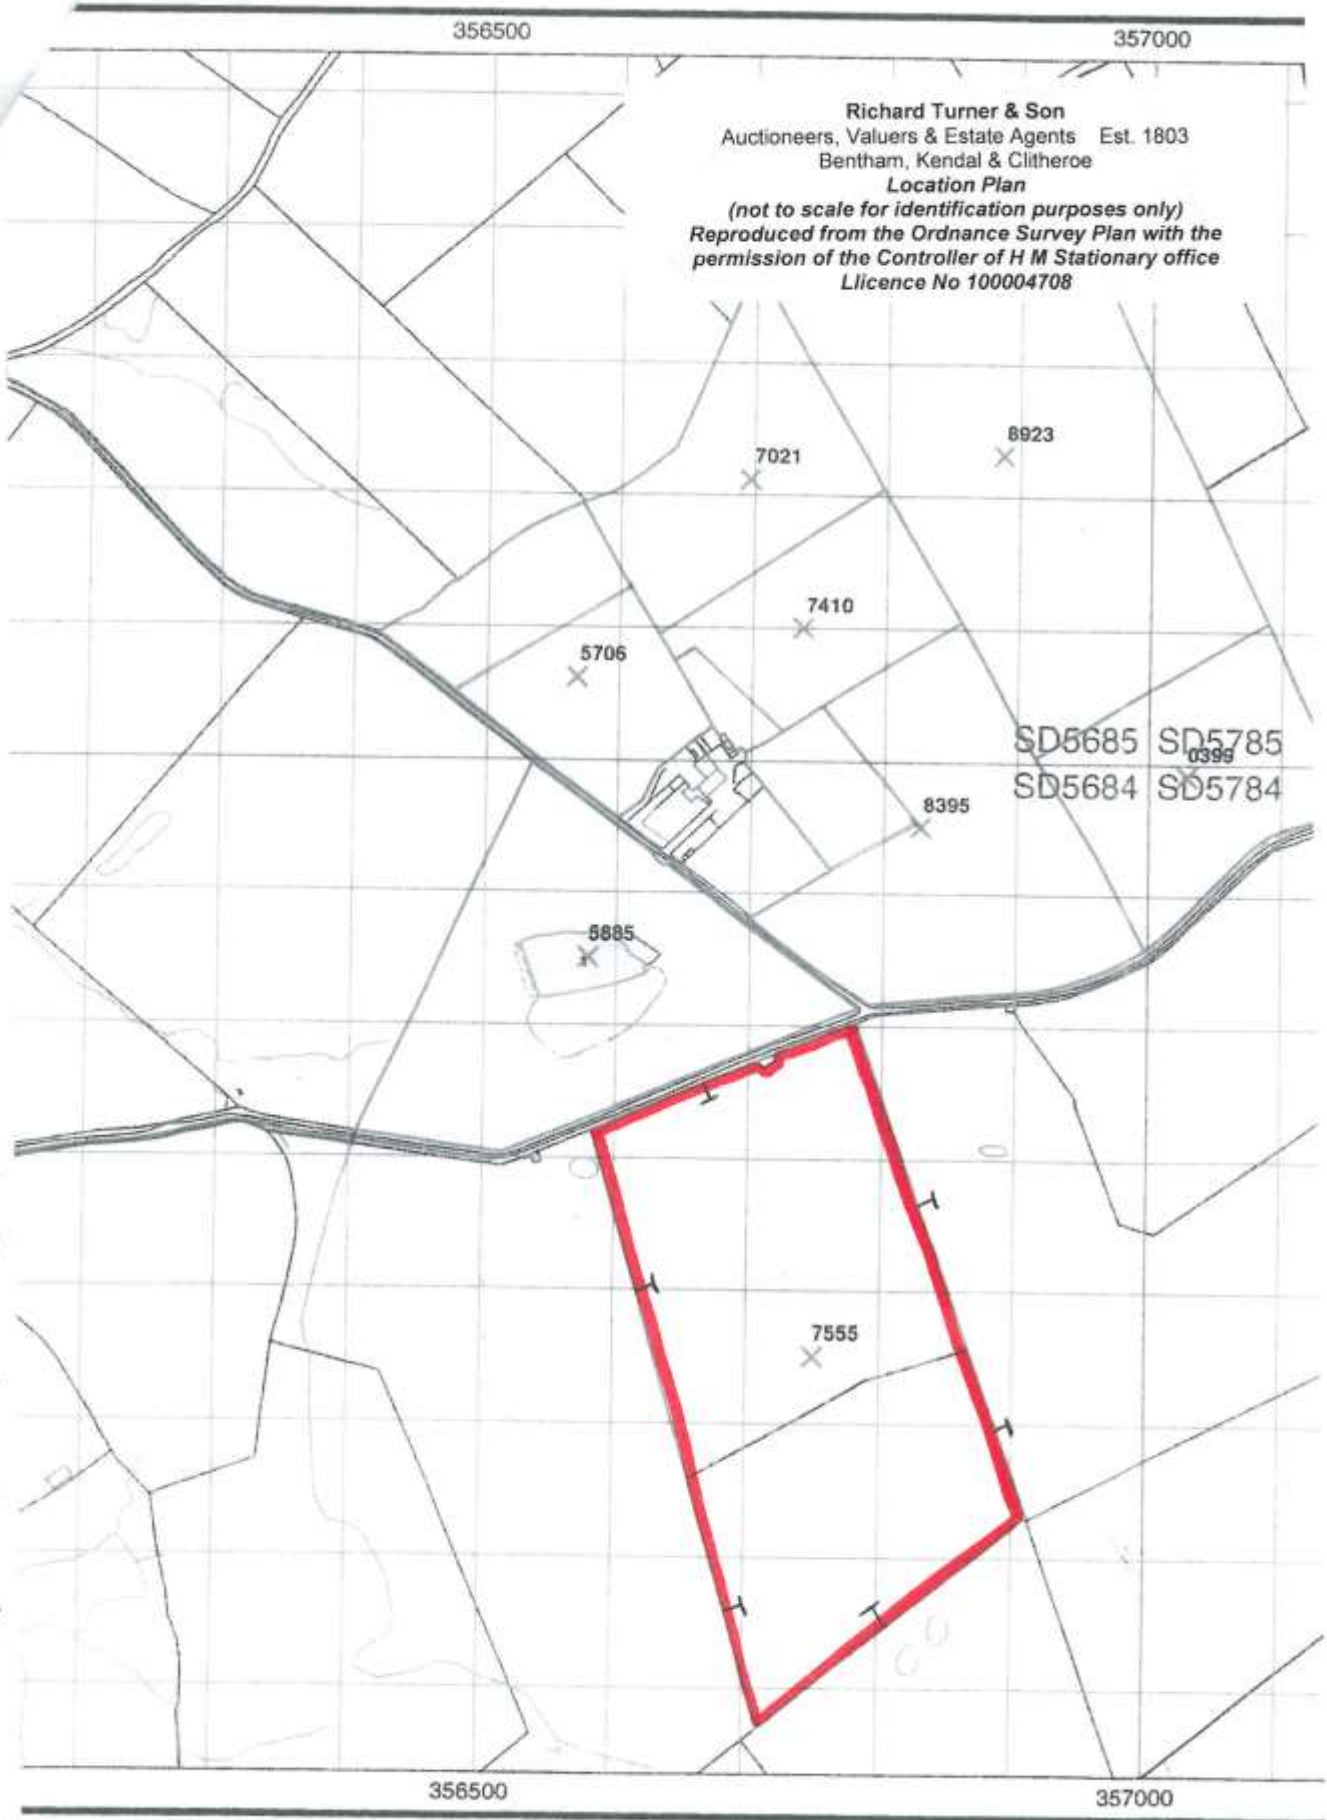 356500
357000
Richard Turner & Son
Auctioneers, Valuers & Estate Agents Est. 1803
Bentham, Kendal & Clitheroe
Location Plan
(not to scale for identification purposes only)
Reproduced from the Ordnance Survey Plan with the
permission of the Controller of H M Stationary office
Llicence No 100004708
8923
7021
7410
5706
SD5685 SD5785
0399
SD5684 SD5784
8395
5885
7555
356500
357000